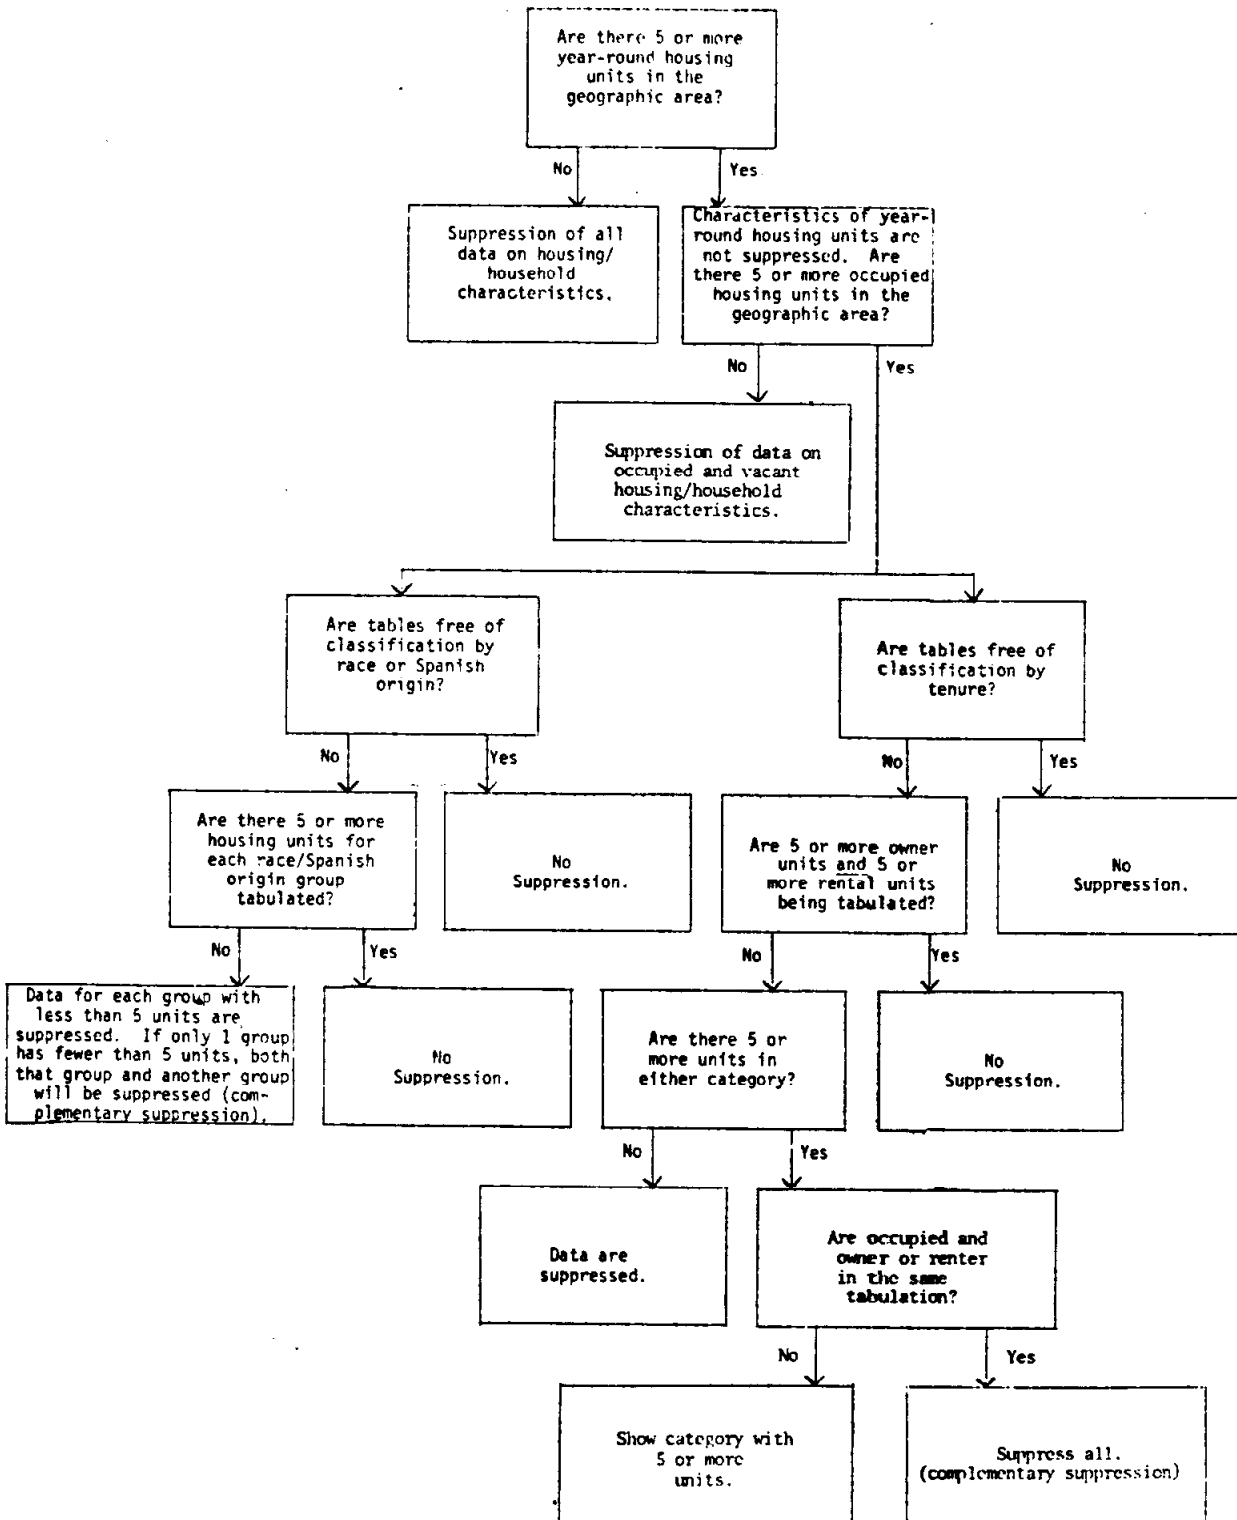 Are there 5 or more
year-round housing
units in the
geographic area?
No
Yes
Suppression of all
data on housing/
household
characteristics.
Characteristics of year-
round housing units are
not suppressed. Are
there 5 or more occupied
housing units in the
geographic area?
No
Yes
Suppression of data on
occupied and vacant
housing/household
characteristics.
Are tables free of
classification by
race or Spanish
origin?
Are tables free of
classification by
tenure?
No
Yes
No
Yes
Are there 5 or more
housing units for
each race/Spanish
origin group
tabulated?
No
Suppression.
Are 5 or more owner
units and 5 or
more rental units
being tabulated?
No
Suppression.
No
Yes
No
Yes
Data for each group with
less than 5 units are
suppressed. If only 1 group
has fewer than 5 units, both
that group and another group
will be suppressed (com-
plementary suppression).
No
Suppression.
Are there 5 or
more units in
either category?
No
Suppression.
No
Yes
Data are
suppressed.
Are occupied and
owner or renter
in the same
tabulation?
No
Yes
Show category with
5 or more
units.
Suppress all.
(complementary suppression)